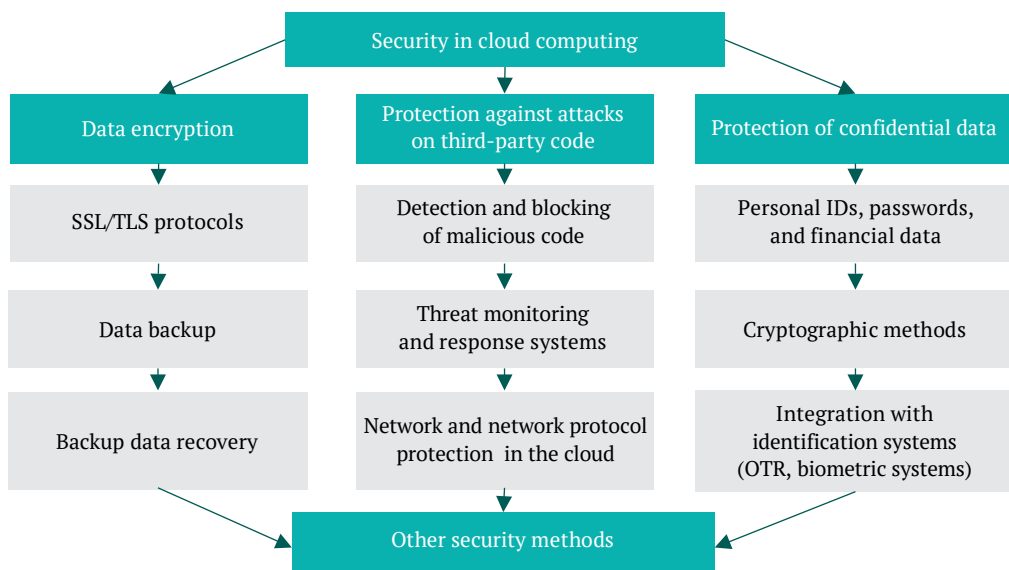 Security in cloud computing
Data encryption
Protection against attacks
on third-party code
Protection of confidential data
SSL/TLS protocols
Detection and blocking
of malicious code
Personal IDs, passwords,
and financial data
Data backup
Threat monitoring
and response systems
Cryptographic methods
Backup data recovery
Network and network protocol
protection in the cloud
Integration with
identification systems
(OTR, biometric systems)
Other security methods